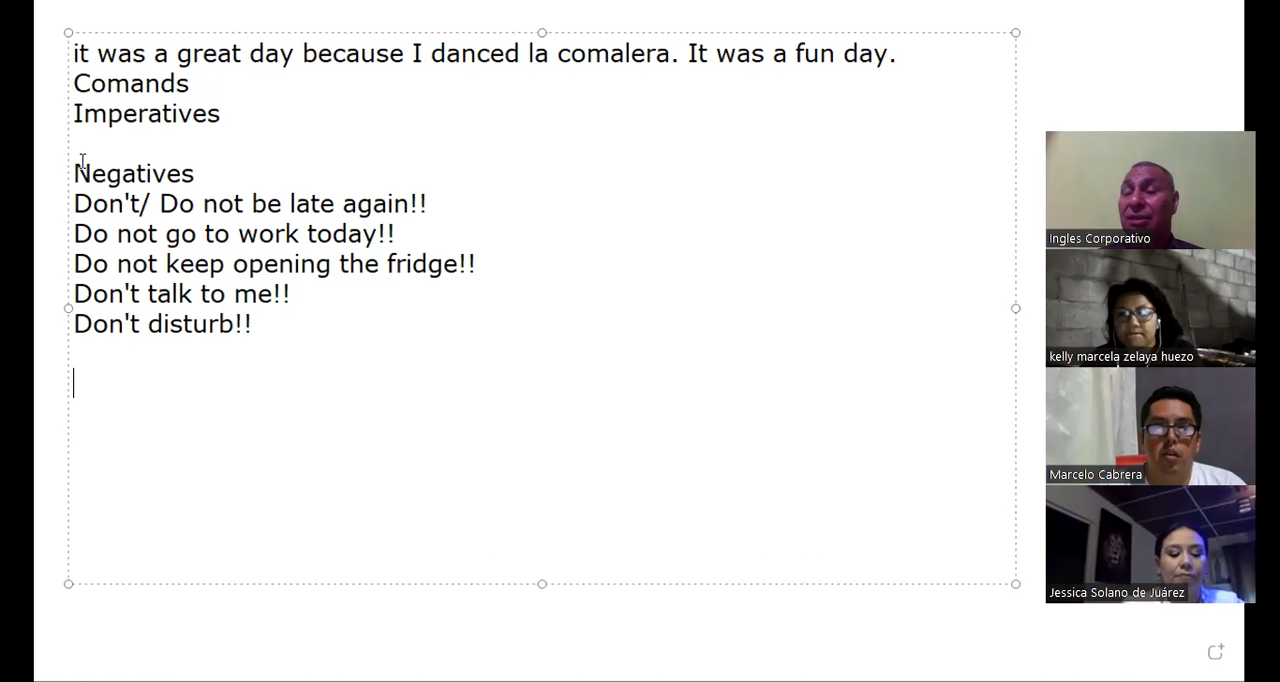 it was a great day because I danced la comalera. It was a fun day.
Comands
Imperatives
Negatives
Don't/ Do not be late again!!
Do not go to work today!!
Do not keep opening the fridge!!
Don't talk to me!!
Don't disturb!!
Ingles Corporativo
kelly marcela zelaya huezo
Marcelo Cabrera
Jessica Solano de Juárez